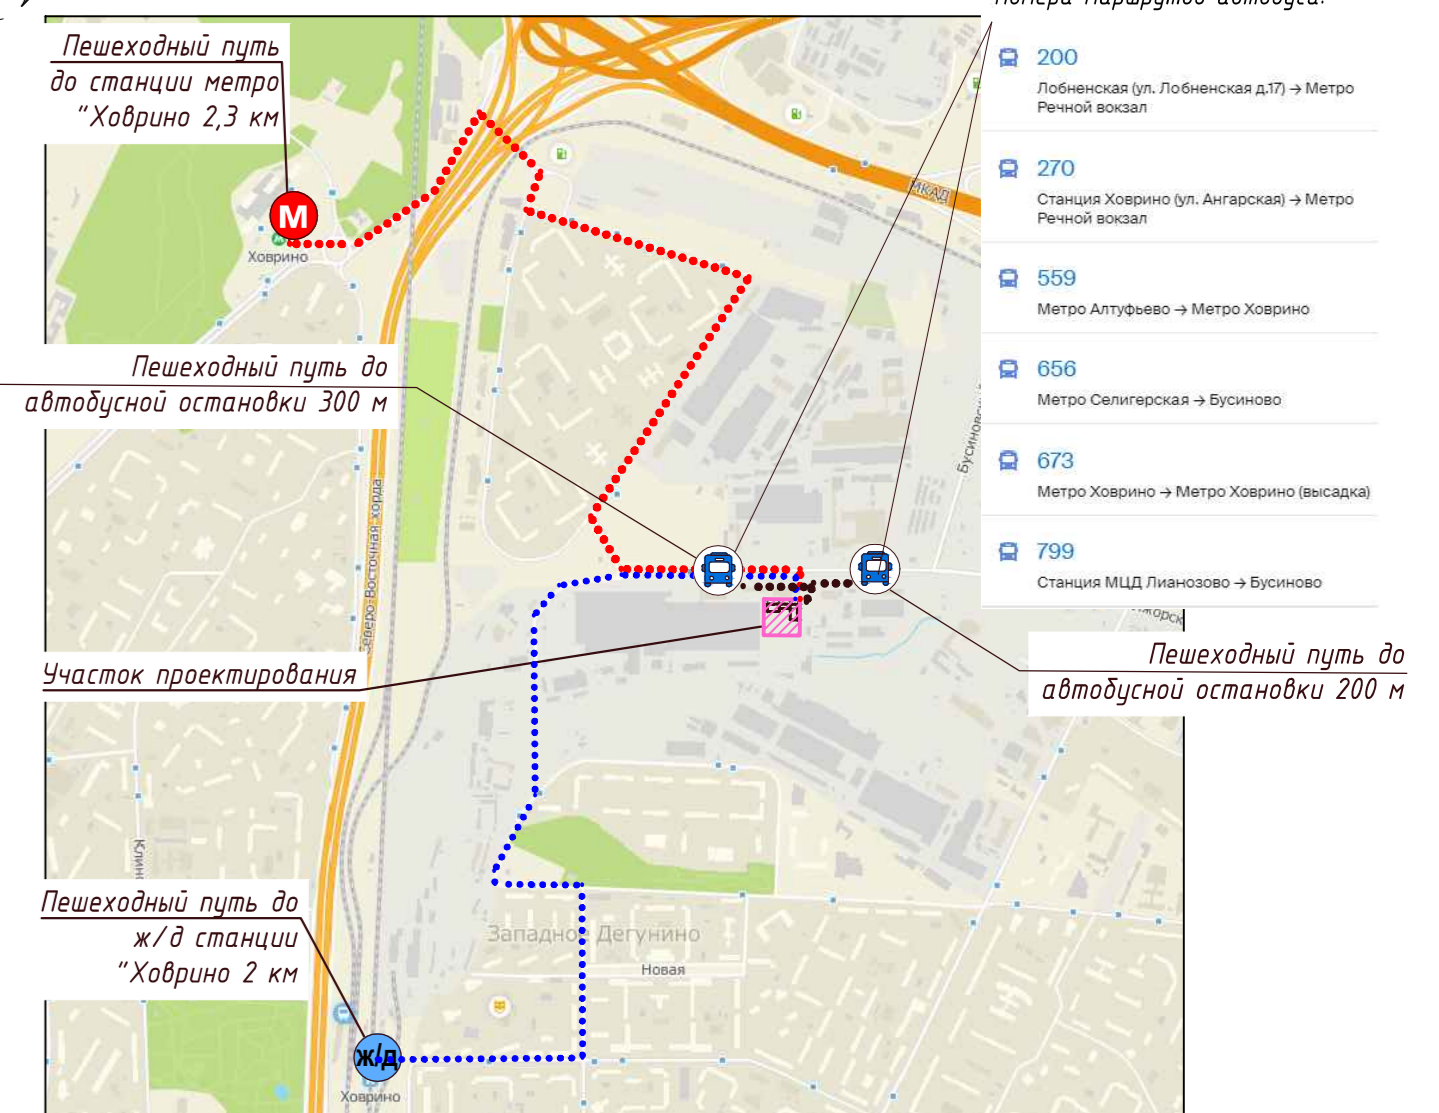 Номера маршрутов автобуса:
Пешеходный путь
до станции метро
"Ховрино 2,3 км
М
Ховрино
МКАД
200
Лобненская (ул. Лобненская д.17) → Метро
Речной вокзал
270
Станция Ховрино (ул. Ангарская) → Метро
Речной вокзал
559
Метро Алтуфьево → Метро Ховрино
656
Метро Селигерская → Бусиново
673
Метро Ховрино → Метро Ховрино (высадка)
799
Станция МЦД Лианозово → Бусиново
Пешеходный путь до
автобусной остановки 300 м
Северо-Восточная хорда
Участок проектирования
Пешеходный путь до
автобусной остановки 200 м
Пешеходный путь до
ж/д станции
"Ховрино 2 км
Западное Дегунино
Новая
ж/д
Ховрино